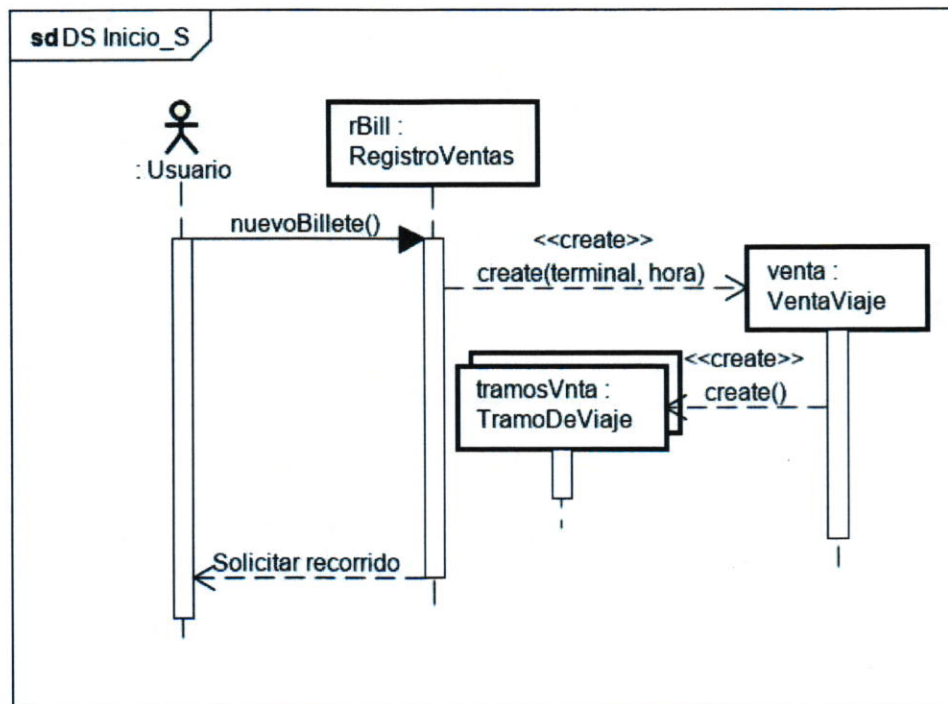 sd DS Inicio_S
: Usuario
rBill :
RegistroVentas
nuevoBillete()
<<create>>
create(terminal, hora)
venta :
VentaViaje
<<create>>
create()
tramosVnta :
TramoDeViaje
Solicitar recorrido